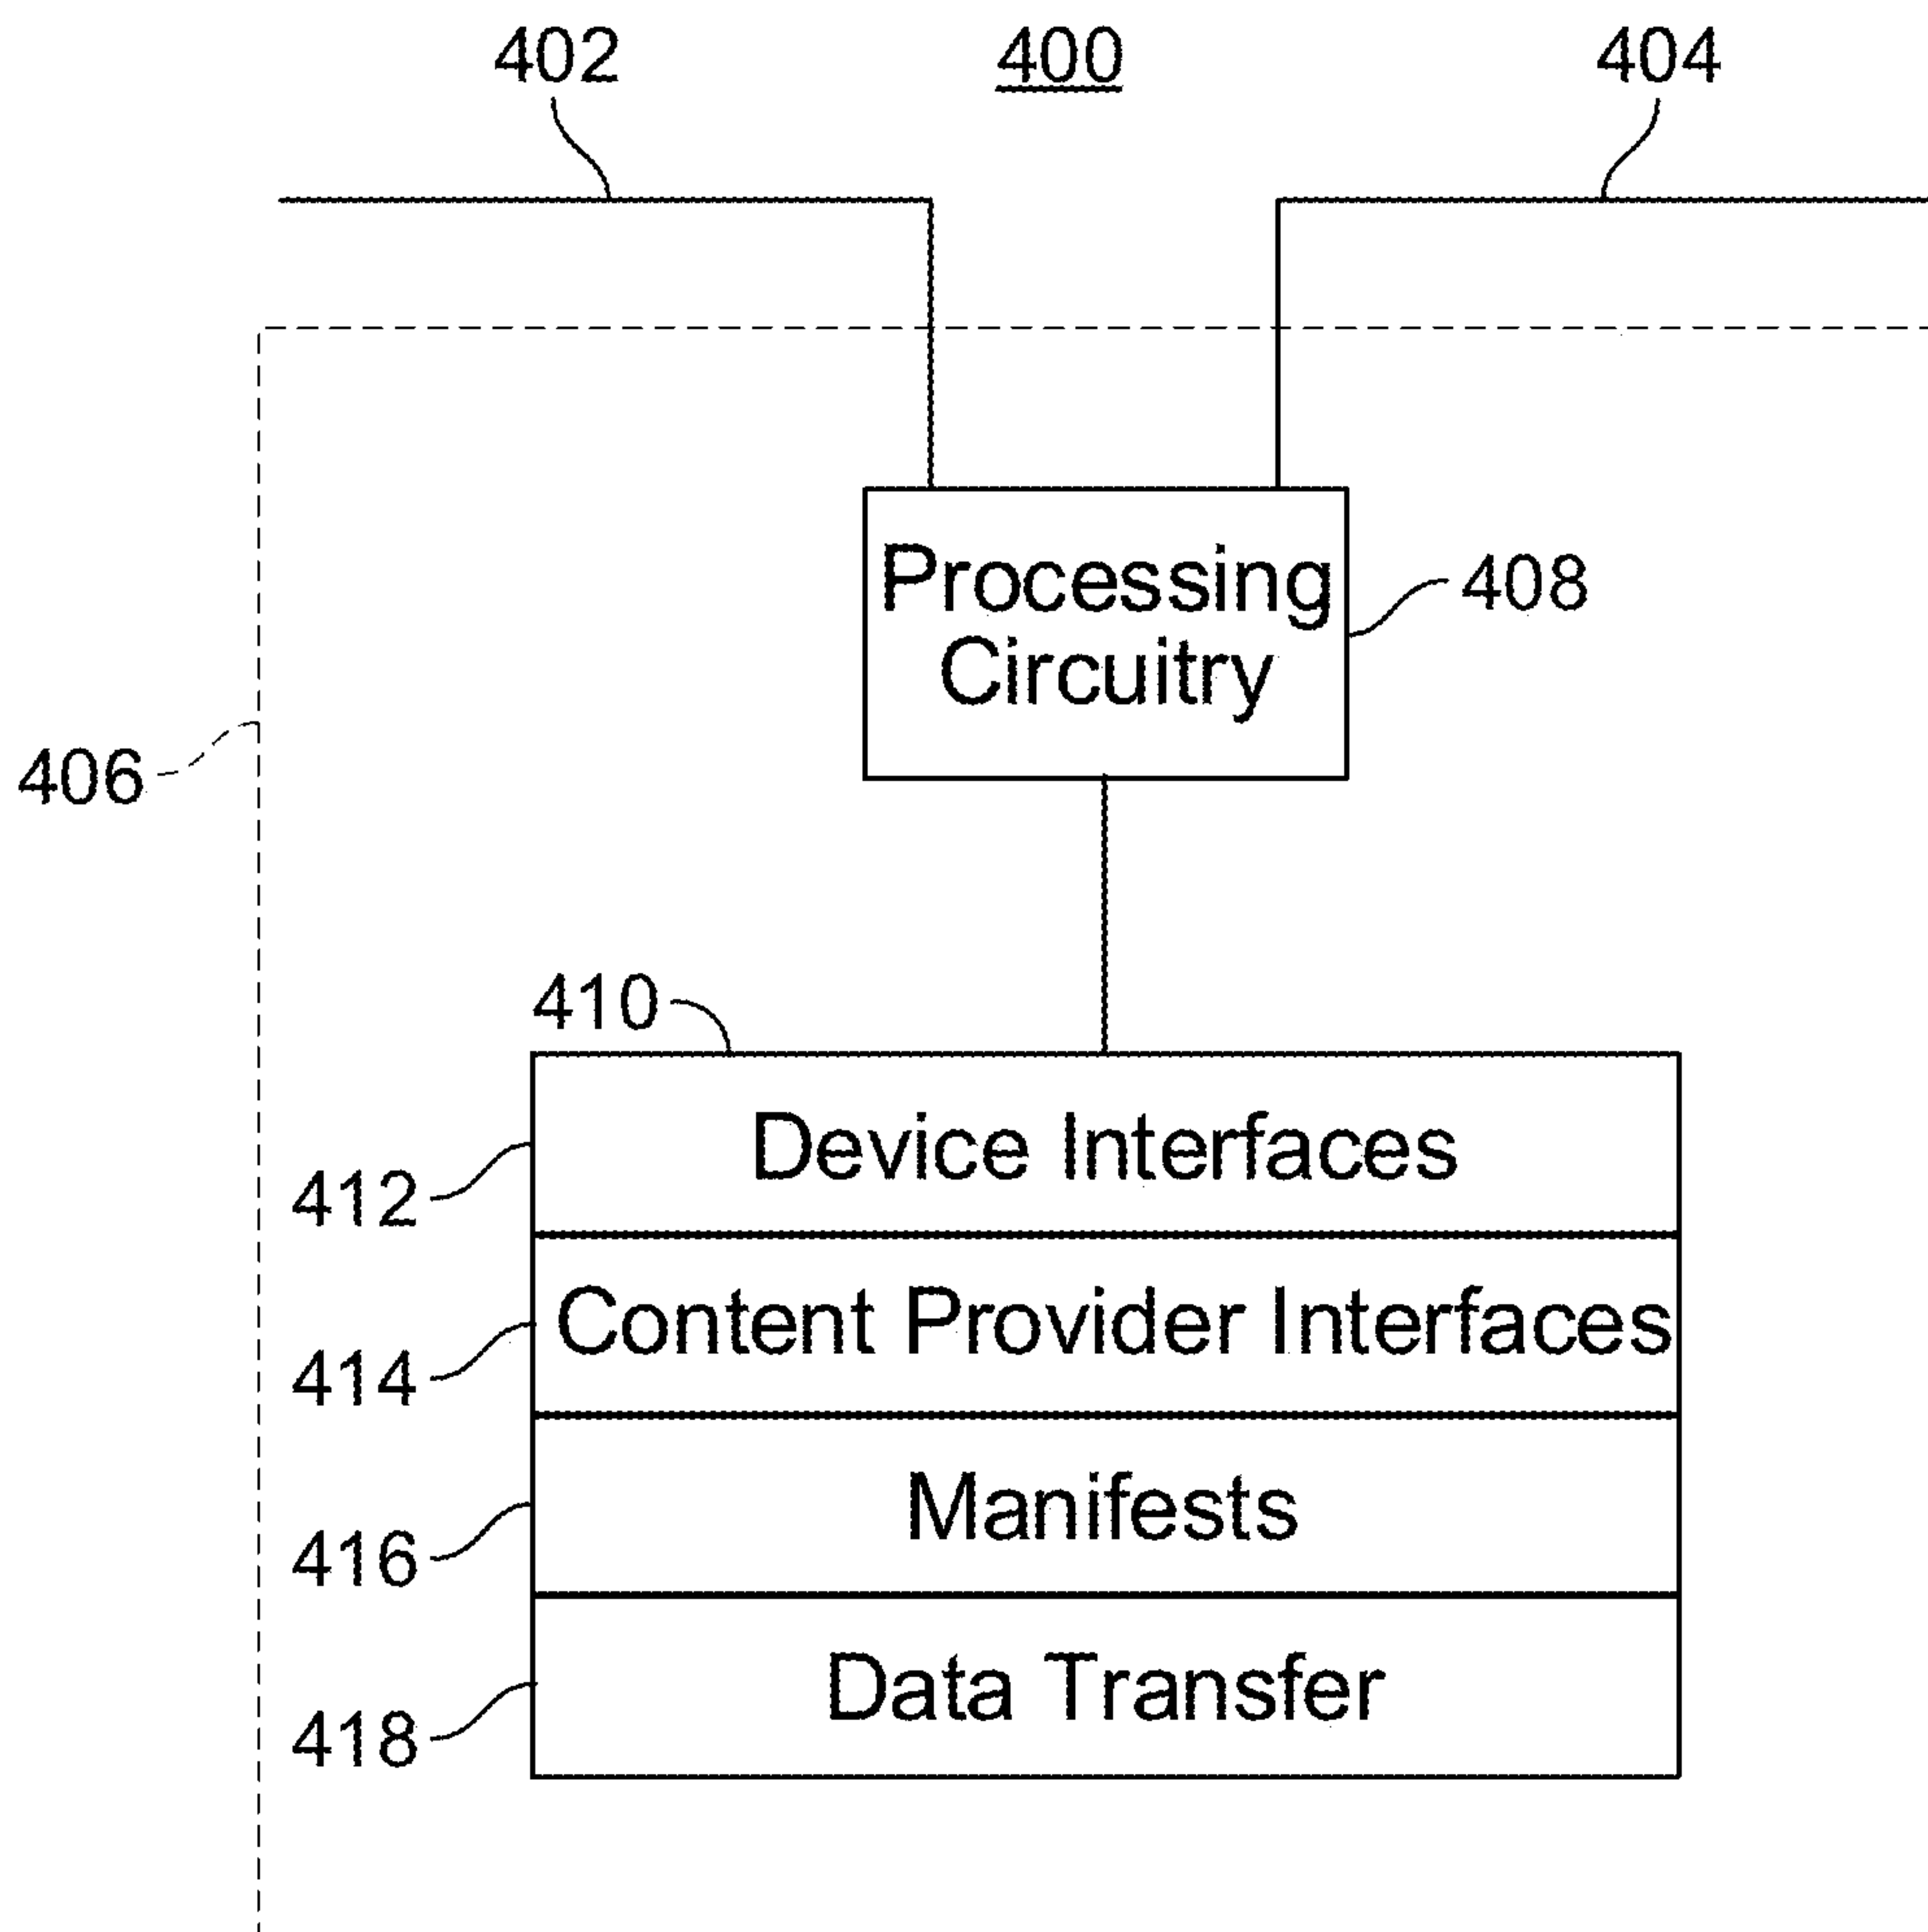 402
400
404
Processing
Circuitry
408
406
410
Device Interfaces
412
Content Provider Interfaces
414
Manifests
416
Data Transfer
418